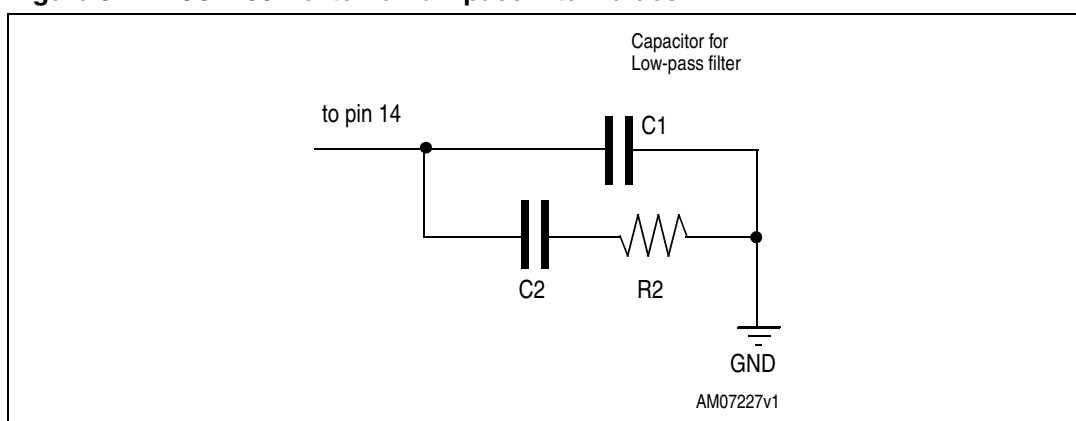 Capacitor for
Low-pass filter
to pin 14
C1
C2
R2
GND
AM07227v1